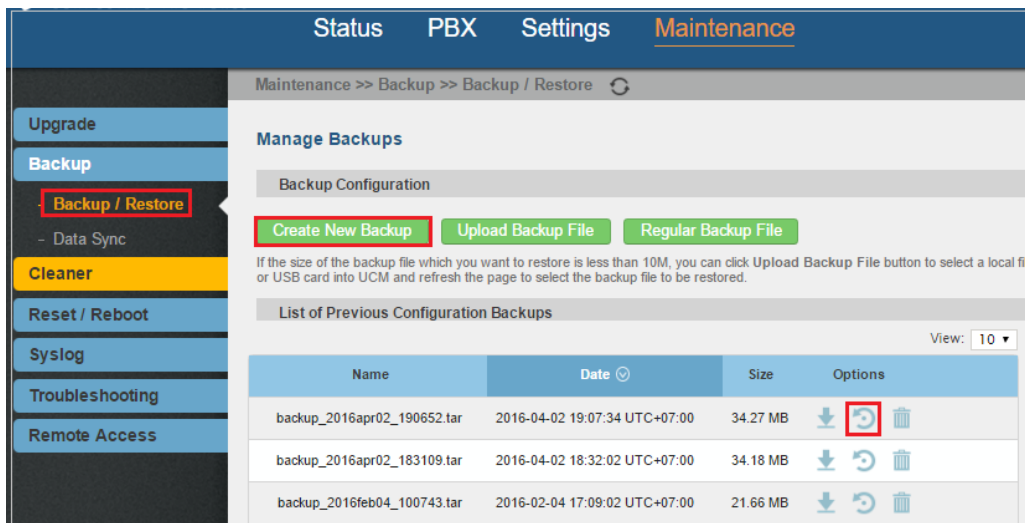 Status PBX Settings Maintenance
Maintenance >> Backup >> Backup / Restore
Upgrade
Backup
- Backup / Restore
- Data Sync
Cleaner
Reset / Reboot
Syslog
Troubleshooting
Remote Access
Manage Backups
Backup Configuration
Create New Backup Upload Backup File Regular Backup File
If the size of the backup file which you want to restore is less than 10M, you can click Upload Backup File button to select a local
or USB card into UCM and refresh the page to select the backup file to be restored.
List of Previous Configuration Backups
View: 10
Name Date Size Options
backup_2016apr02_190652.tar 2016-04-02 19:07:34 UTC+07:00 34.27 MB
backup_2016apr02_183109.tar 2016-04-02 18:32:02 UTC+07:00 34.18 MB
backup_2016feb04_100743.tar 2016-02-04 17:09:02 UTC+07:00 21.66 MB